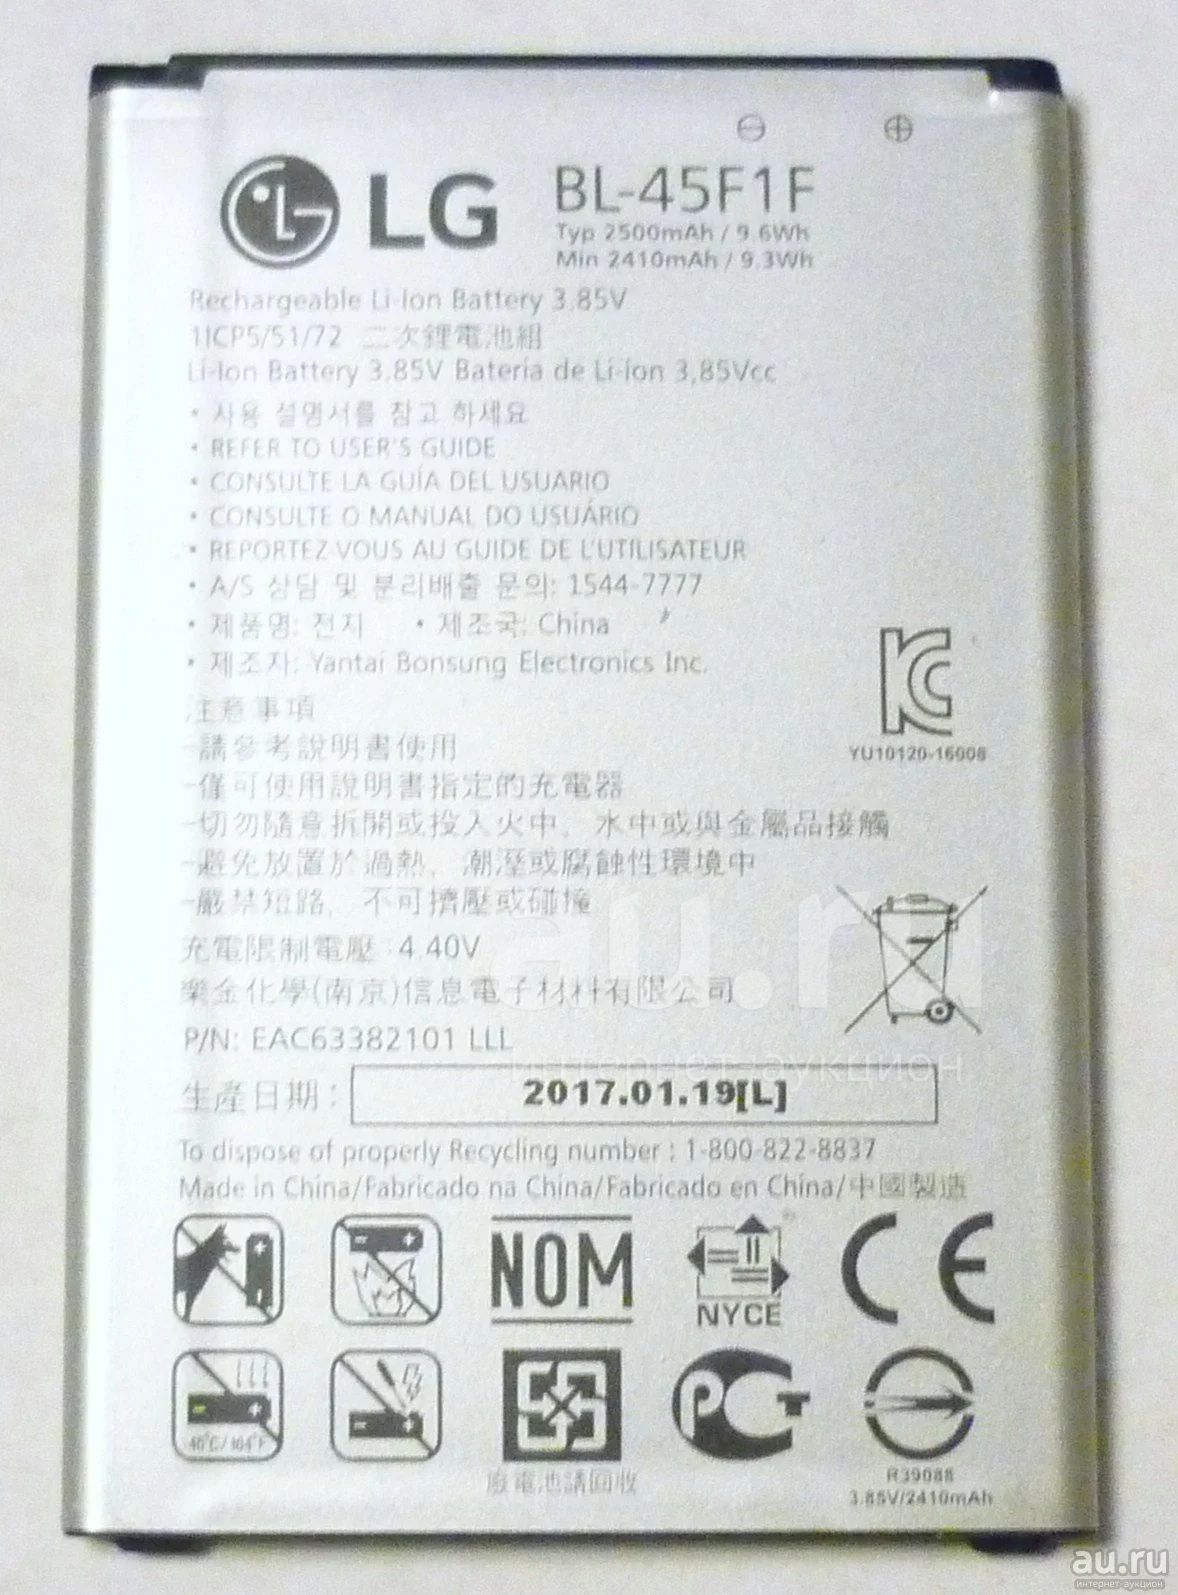 LG
BL-45F1F
Typ 2500mAh / 9.6Wh
Min 2410mAh / 9.3Wh
Rechargeable Li-Ion Battery 3.85V
1ICP5/51/72 二次鋰電池組
Li-Ion Battery 3.85V Bateria de Li-ion 3,85Vcc
• 사용 설명서를 참고 하세요
• REFER TO USER'S GUIDE
• CONSULTE LA GUÍA DEL USUARIO
• CONSULTE O MANUAL DO USUÁRIO
• REPORTEZ-VOUS AU GUIDE DE L'UTILISATEUR
• A/S 상담 및 분리배출 문의: 1544-7777
• 제품명: 전지 • 제조국: China
• 제조자: Yantai Bonsung Electronics Inc.
YU10120-16008
注意事項
-請參考說明書使用
-僅可使用說明書指定的充電器
-切勿隨意折開或投入火中, 水中或與金屬品接觸
-避免放置於過熱, 潮溼或腐蝕性環境中
-嚴禁短路, 不可擠壓或碰撞
充電限制電壓 : 4.40V
樂金化學(南京)信息電子材料有限公司
P/N: EAC63382101 LLL
生產日期 : 2017.01.19[L]
To dispose of properly Recycling number : 1-800-822-8837
Made in China/Fabricado na China/Fabricado en China/中國製造
NOM
NYCE
CE
40°C/104°F
PCT
廢電池請回收
R39088
3.85V/2410mAh
au.ru
интернет-аукцион
au.ru
интернет-аукцион